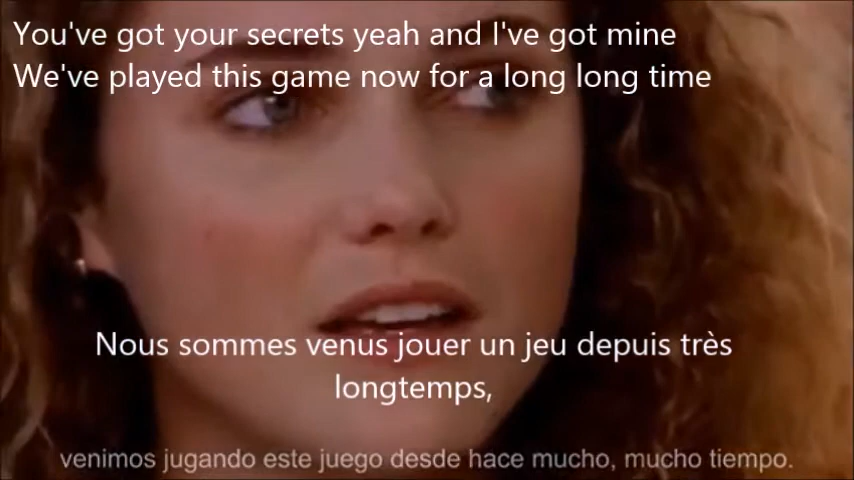 You've got your secrets yeah and I've got mine
We've played this game now for a long long time
Nous sommes venus jouer un jeu depuis très
longtemps,
venimos jugando este juego desde hace mucho, mucho tiempo.